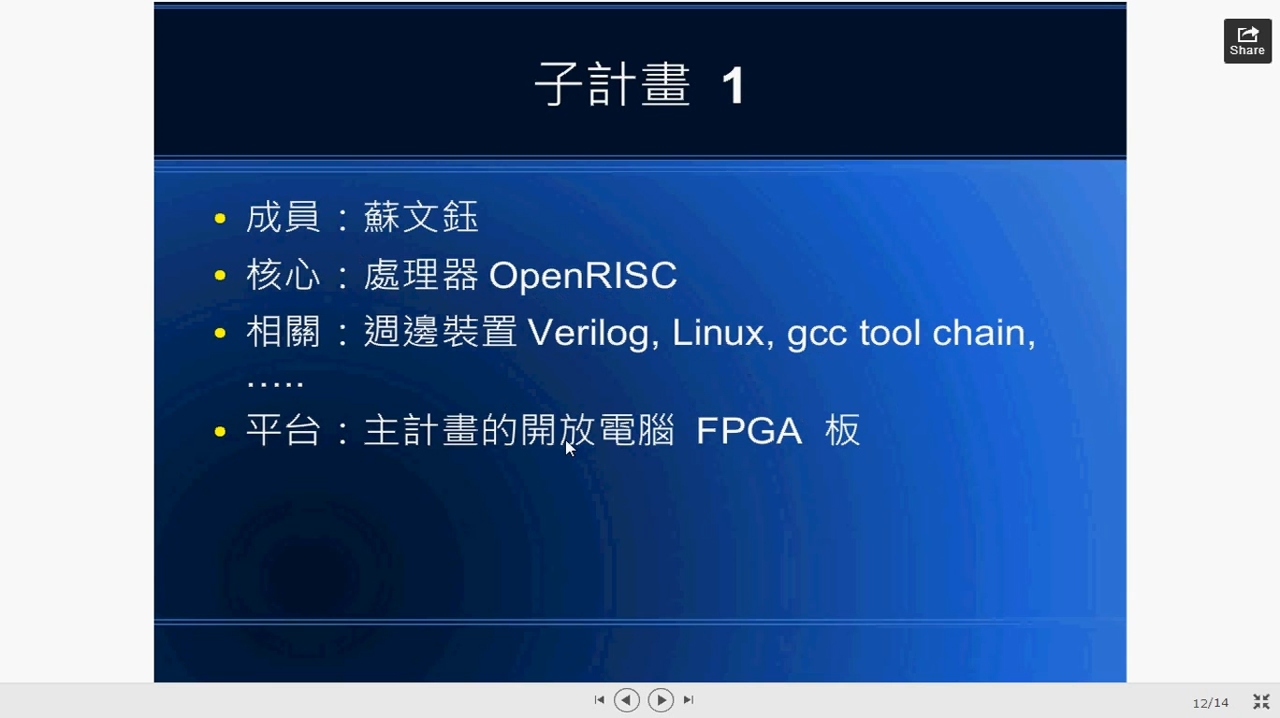 Share
子計畫 1
• 成員：蘇文鈺
• 核心：處理器 OpenRISC
• 相關：週邊裝置 Verilog, Linux, gcc tool chain,
.....
• 平台：主計畫的開放電腦 FPGA 板
12/14